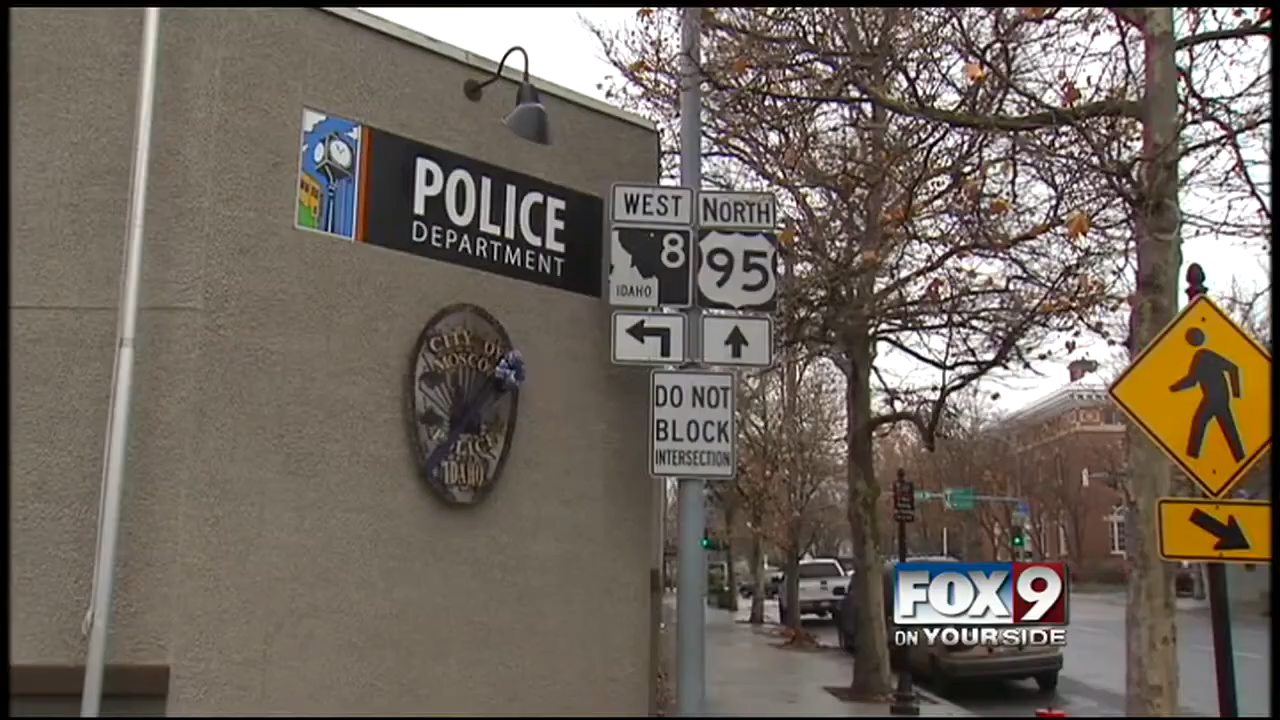 POLICE
DEPARTMENT
WEST
NORTH
8
IDAHO
95
DO NOT
BLOCK
INTERSECTION
CITY OF
MOSCOW
POLICE
IDAHO
FOX 9
ON YOUR SIDE